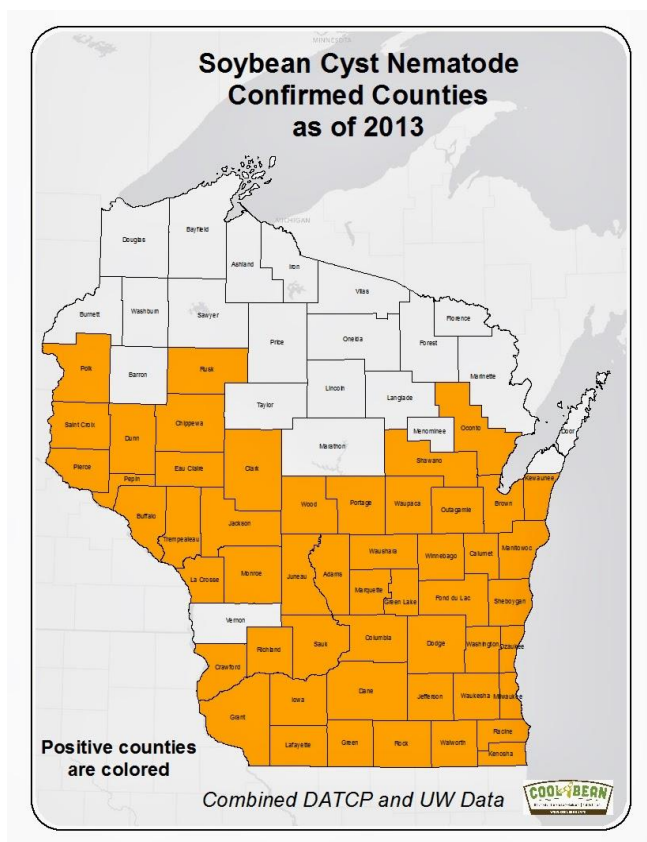 MINNESOTA
Soybean Cyst Nematode
Confirmed Counties
as of 2013
MICHIGAN
Douglas
Bayfield
Ashland
Iron
Vilas
Burnett
Washburn
Sawyer
Florence
Price
Oneida
Forest
Polk
Barron
Rusk
Marinette
Lincoln
Langlade
Taylor
Saint Croix
Dunn
Chippewa
Menominee
Oconto
Door
Marathon
Shawano
Pierce
Eau Claire
Clark
Pepin
Kewaunee
Wood
Portage
Waupaca
Outagamie
Brown
Buffalo
Trempealeau
Jackson
Waushara
Winnebago
Calumet
Manitowoc
La Crosse
Monroe
Juneau
Adams
Marquette
Green Lake
Fond du Lac
Sheboygan
Vernon
Richland
Sauk
Columbia
Dodge
Washington
Ozaukee
Crawford
Iowa
Dane
Jefferson
Waukesha
Milwaukee
Grant
Lafayette
Green
Rock
Walworth
Racine
Kenosha
Positive counties
are colored
Combined DATCP and UW Data
COOL BEAN